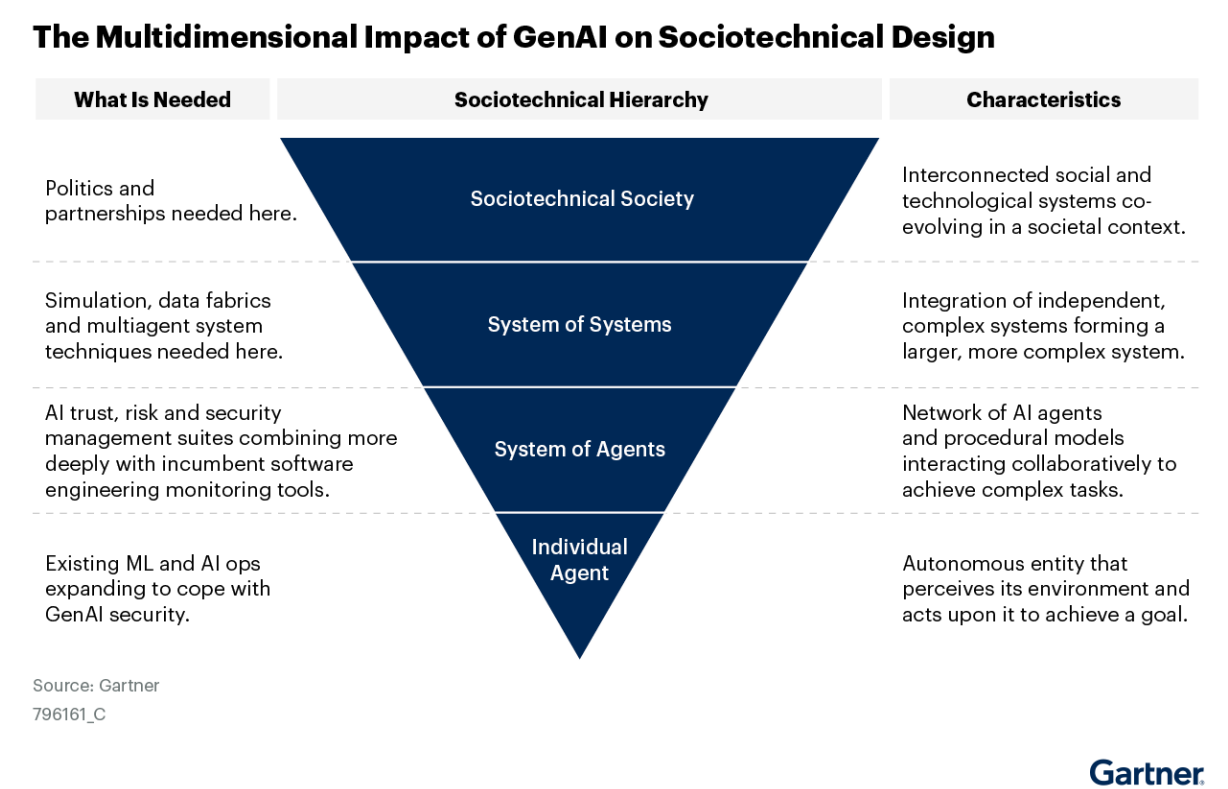 The Multidimensional Impact of GenAI on Sociotechnical Design
What Is Needed
Sociotechnical Hierarchy
Characteristics
Politics and
partnerships needed here.
Sociotechnical Society
Interconnected social and
technological systems co-
evolving in a societal context.
Simulation, data fabrics
and multiagent system
techniques needed here.
System of Systems
Integration of independent,
complex systems forming a
larger, more complex system.
AI trust, risk and security
management suites combining more
deeply with incumbent software
engineering monitoring tools.
System of Agents
Network of AI agents
and procedural models
interacting collaboratively to
achieve complex tasks.
Existing ML and AI ops
expanding to cope with
GenAI security.
Individual
Agent
Autonomous entity that
perceives its environment and
acts upon it to achieve a goal.
Source: Gartner
796161_C
Gartner